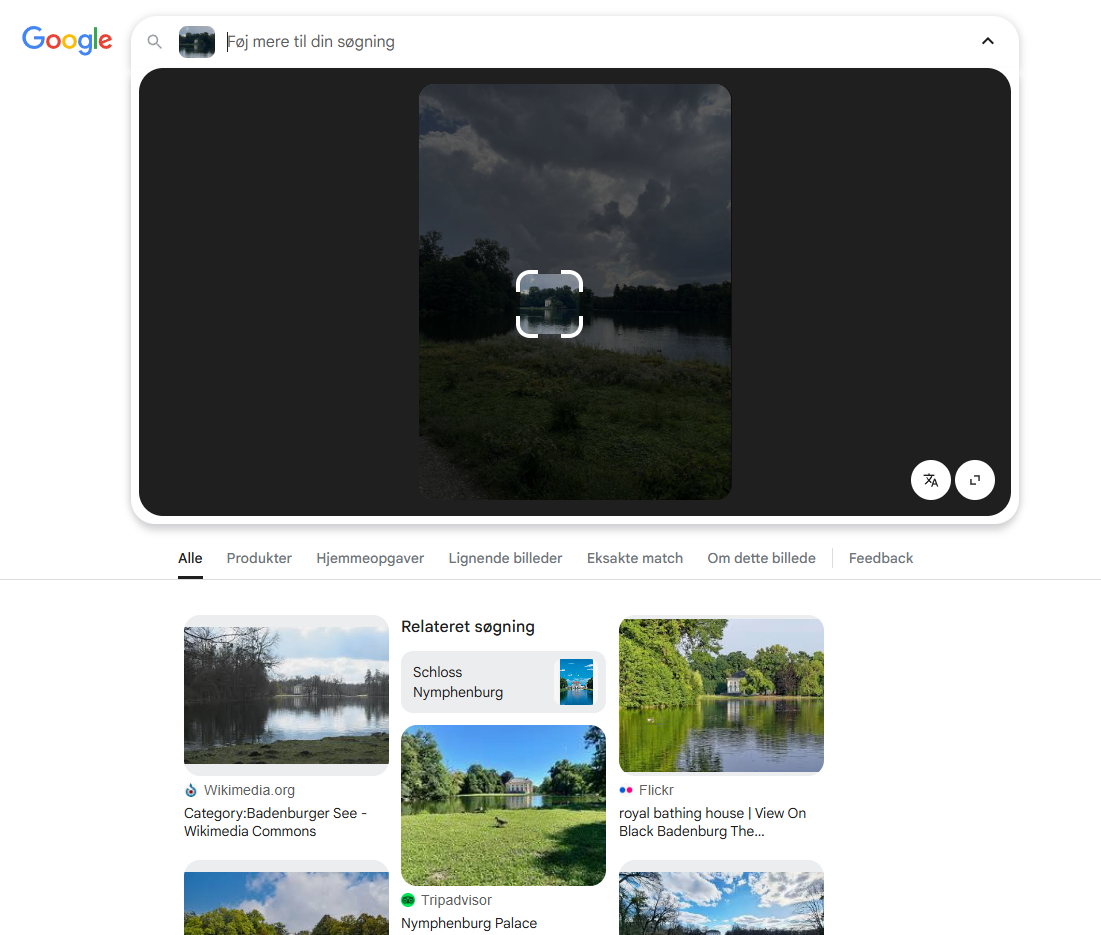 Google
Føj mere til din søgning
Alle
Produkter
Hjemmeopgaver
Lignende billeder
Eksakte match
Om dette billede
Feedback
Wikimedia.org
Category:Badenburger See -
Wikimedia Commons
Relateret søgning
Schloss
Nymphenburg
Tripadvisor
Nymphenburg Palace
Flickr
royal bathing house | View On
Black Badenburg The...